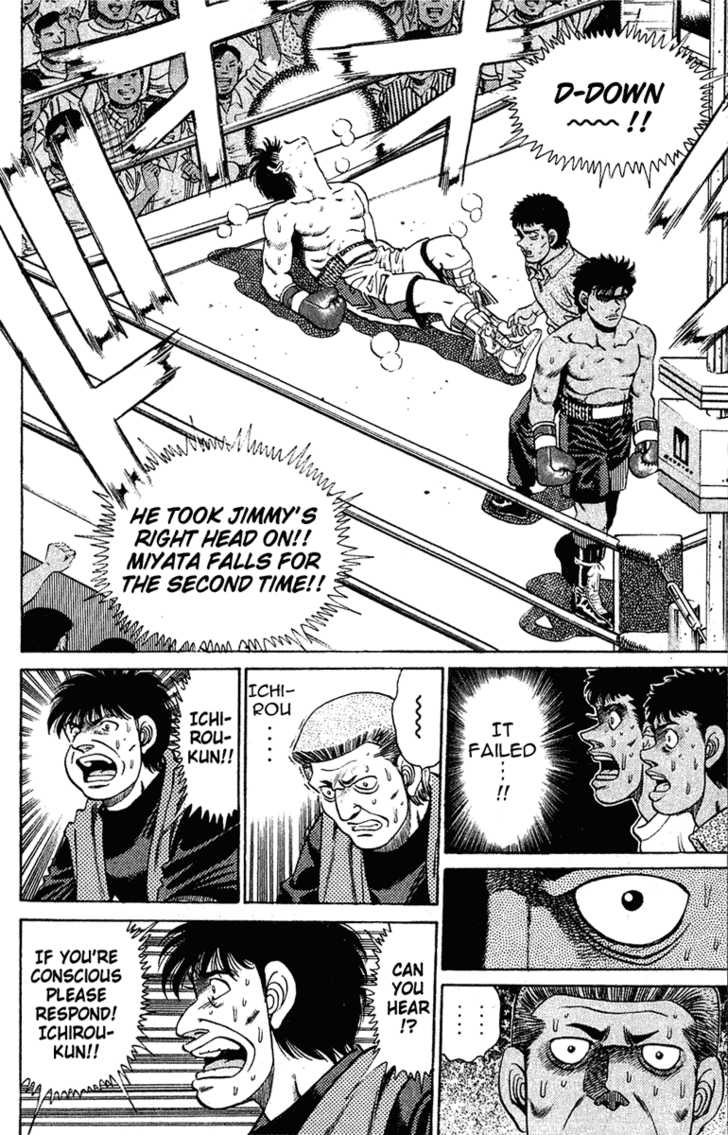 D-DOWN
~~~~!!
HE TOOK JIMMY'S
RIGHT HEAD ON!!
MIYATA FALLS FOR
THE SECOND TIME!!
IT
FAILED
...!!
ICHI-
ROU
....
ICHI-
ROU-
KUN!!
....
....
CAN
YOU
HEAR
!?
IF YOU'RE
CONSCIOUS
PLEASE
RESPOND!
ICHIROU-
KUN!!